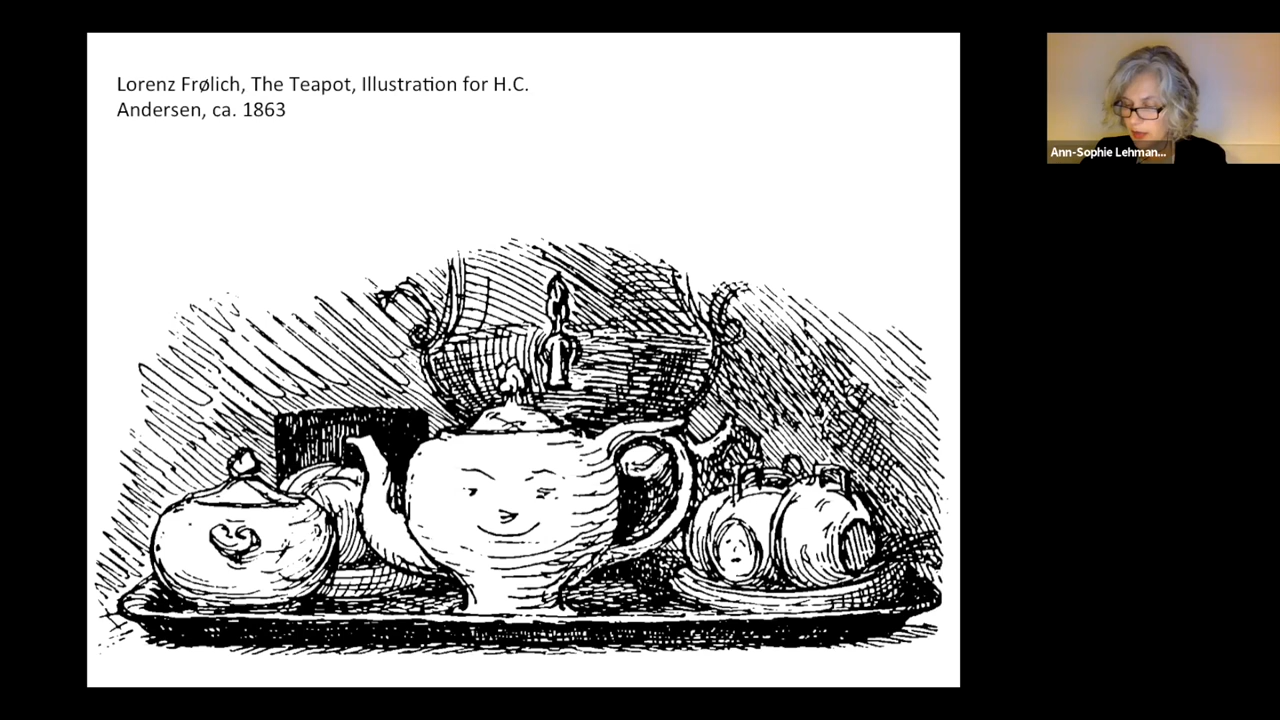 Lorenz Frølich, The Teapot, Illustration for H.C.
Andersen, ca. 1863
Ann-Sophie Lehman...